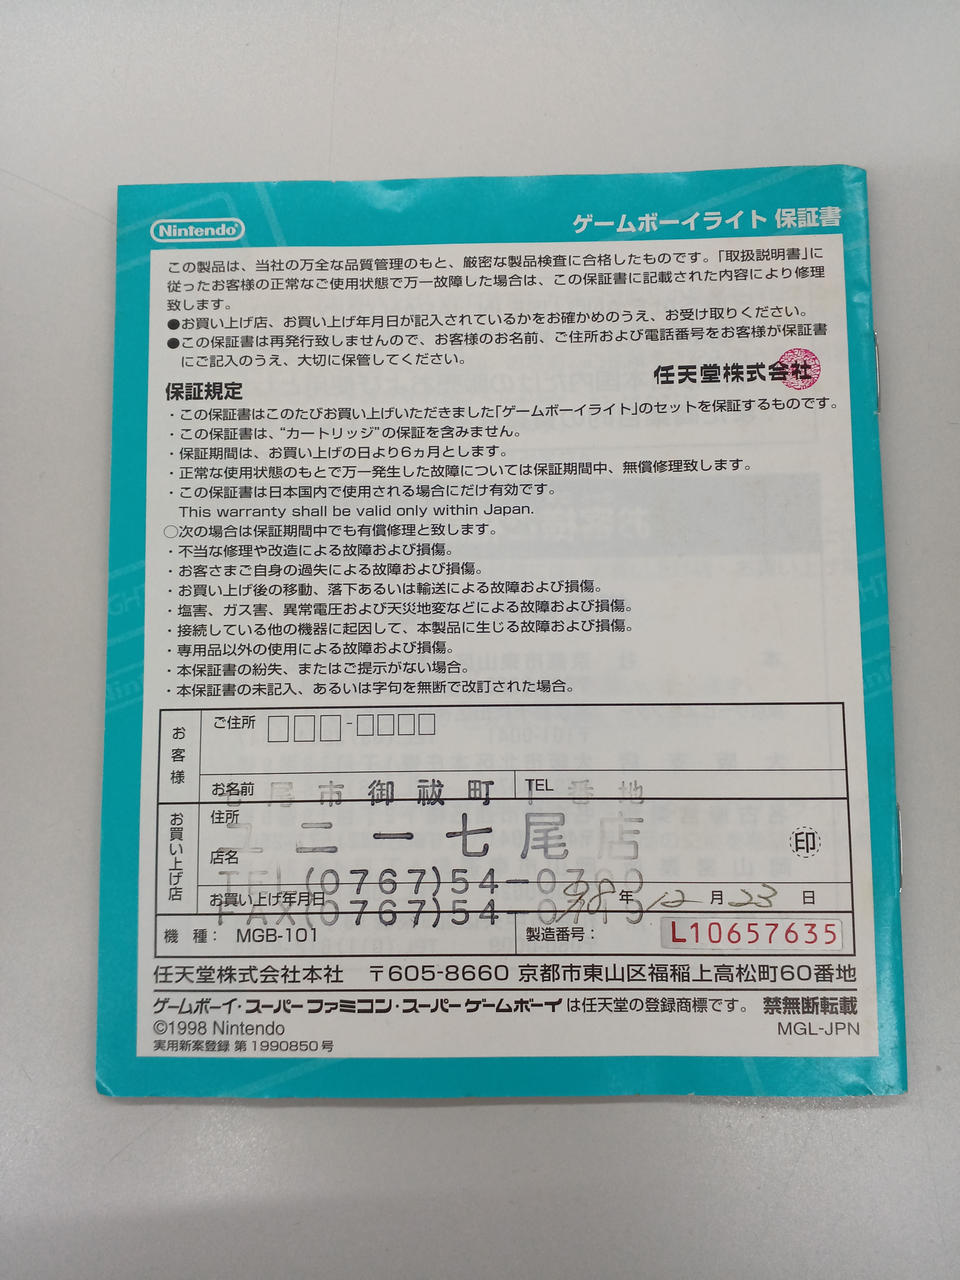 Nintendo
ゲームボーイライト 保証書
この製品は、当社の万全な品質管理のもと、厳密な製品検査に合格したものです。「取扱説明書」に
従ったお客様の正常なご使用状態で万一故障した場合は、この保証書に記載された内容により修理
致します。
●お買い上げ店、お買い上げ年月日が記入されているかをお確かめのうえ、お受け取りください。
●この保証書は再発行致しませんので、お客様のお名前、ご住所および電話番号をお客様が保証書
にご記入のうえ、大切に保管してください。
任天堂株式会社
保証規定
・この保証書はこのたびお買い上げいただきました「ゲームボーイライト」のセットを保証するものです。
・この保証書は、“カートリッジ”の保証を含みません。
・保証期間は、お買い上げの日より6ヵ月とします。
・正常な使用状態のもとで万一発生した故障については保証期間中、無償修理致します。
・この保証書は日本国内で使用される場合にだけ有効です。
This warranty shall be valid only within Japan.
○次の場合は保証期間中でも有償修理と致します。
・不当な修理や改造による故障および損傷。
・お客さまご自身の過失による故障および損傷。
・お買い上げ後の移動、落下あるいは輸送による故障および損傷。
・塩害、ガス害、異常電圧および天災地変などによる故障および損傷。
・接続している他の機器に起因して、本製品に生じる故障および損傷。
・専用品以外の使用による故障および損傷。
・本保証書の紛失、またはご提示がない場合。
・本保証書の未記入、あるいは字句を無断で改訂された場合。
お客様
ご住所 □□□-□□□□
お名前
TEL
七尾市御祓町1番地
お買い上げ店
住所
ユニー七尾店
店名
印
TEL(0767)54-0700
お買い上げ年月日 '98年 12月 23日
FAX(0767)54-0
機 種: MGB-101
製造番号: L10657635
任天堂株式会社本社 〒605-8660 京都市東山区福稲上高松町60番地
ゲームボーイ・スーパーファミコン・スーパーゲームボーイは任天堂の登録商標です。 禁無断転載
©1998 Nintendo
MGL-JPN
実用新案登録 第1990850号